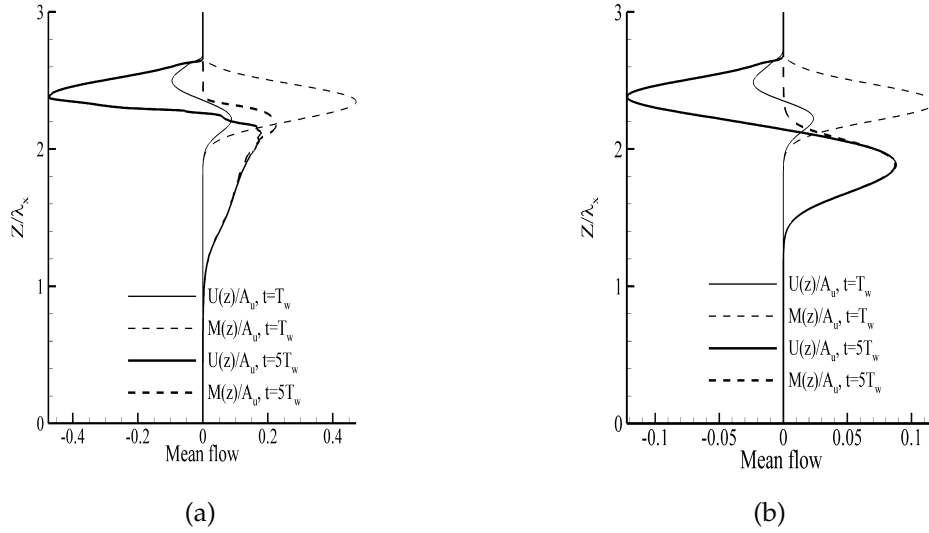 3
2
1
0
Z/λx
-0.4
-0.2
0
0.2
0.4
Mean flow
U(z)/Au, t=Tw
M(z)/Au, t=Tw
U(z)/Au, t=5Tw
M(z)/Au, t=5Tw
(a)
3
2
1
0
Z/λx
-0.1
-0.05
0
0.05
0.1
Mean flow
U(z)/Au, t=Tw
M(z)/Au, t=Tw
U(z)/Au, t=5Tw
M(z)/Au, t=5Tw
(b)